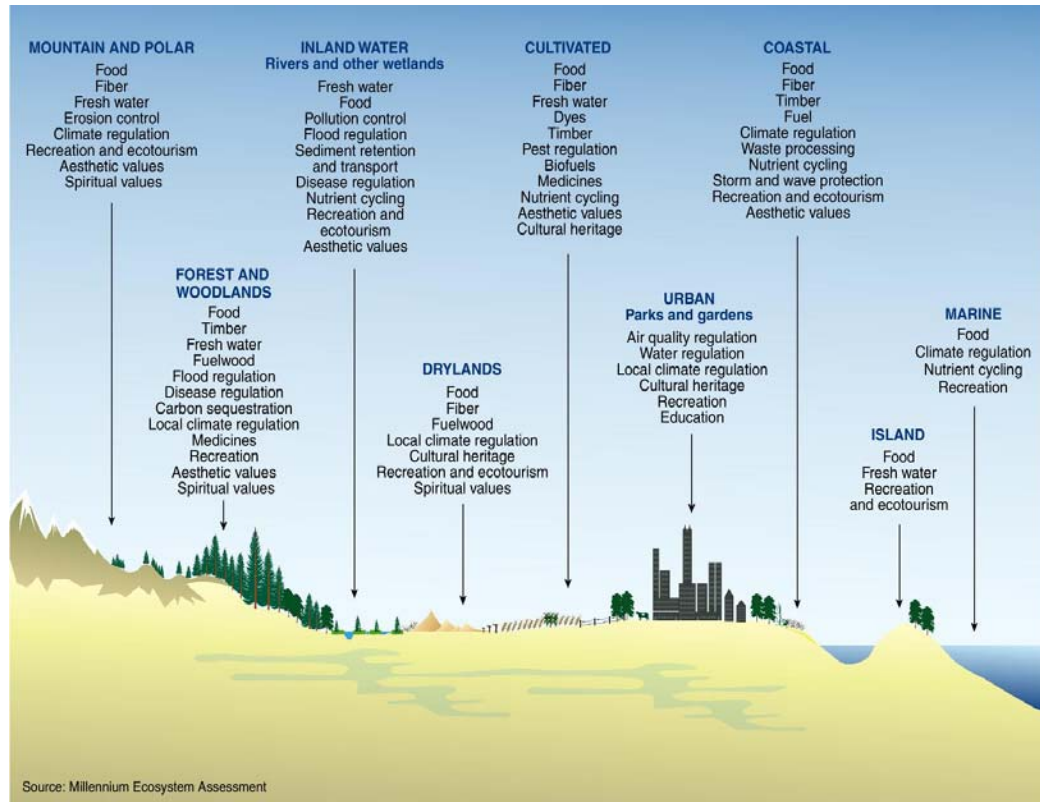 MOUNTAIN AND POLAR
Food
Fiber
Fresh water
Erosion control
Climate regulation
Recreation and ecotourism
Aesthetic values
Spiritual values
INLAND WATER
Rivers and other wetlands
Fresh water
Food
Pollution control
Flood regulation
Sediment retention
and transport
Disease regulation
Nutrient cycling
Recreation and
ecotourism
Aesthetic values
CULTIVATED
Food
Fiber
Fresh water
Dyes
Timber
Pest regulation
Biofuels
Medicines
Nutrient cycling
Aesthetic values
Cultural heritage
COASTAL
Food
Fiber
Timber
Fuel
Climate regulation
Waste processing
Nutrient cycling
Storm and wave protection
Recreation and ecotourism
Aesthetic values
FOREST AND
WOODLANDS
Food
Timber
Fresh water
Fuelwood
Flood regulation
Disease regulation
Carbon sequestration
Local climate regulation
Medicines
Recreation
Aesthetic values
Spiritual values
DRYLANDS
Food
Fiber
Fuelwood
Local climate regulation
Cultural heritage
Recreation and ecotourism
Spiritual values
URBAN
Parks and gardens
Air quality regulation
Water regulation
Local climate regulation
Cultural heritage
Recreation
Education
MARINE
Food
Climate regulation
Nutrient cycling
Recreation
ISLAND
Food
Fresh water
Recreation
and ecotourism
Source: Millennium Ecosystem Assessment